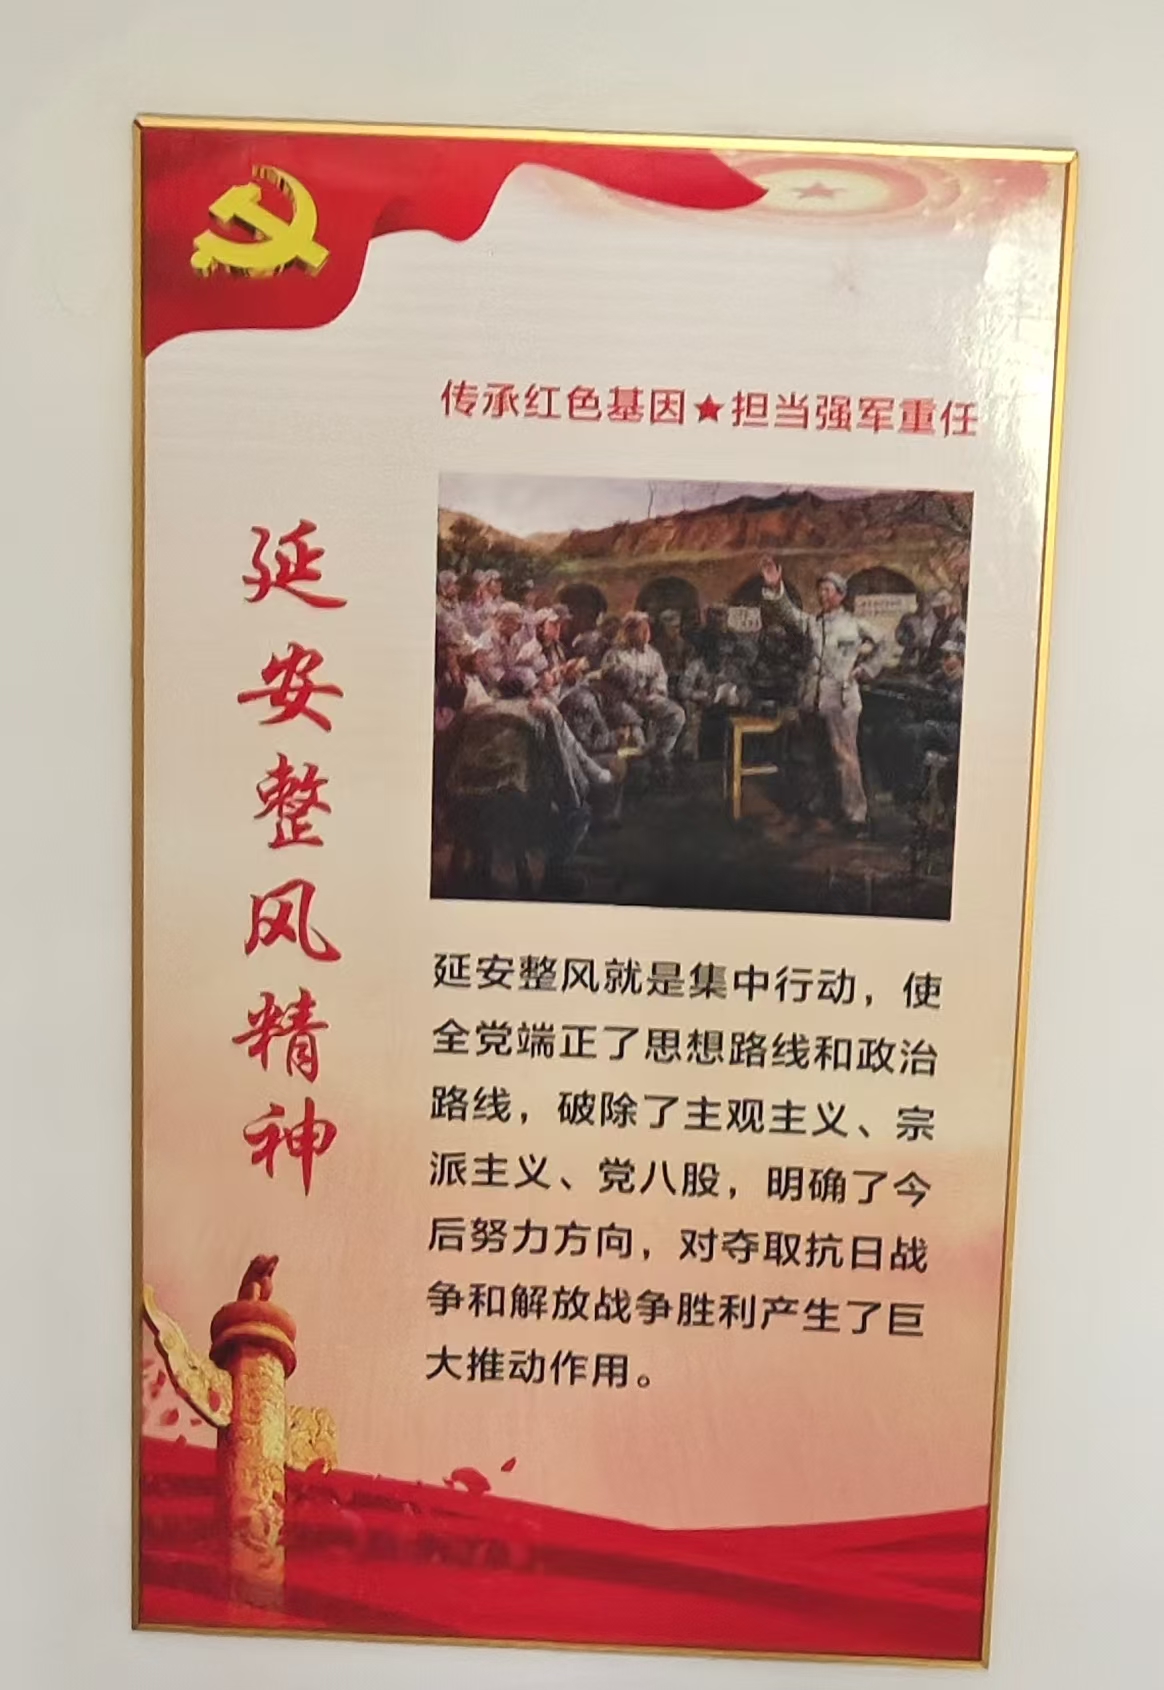 传承红色基因★担当强军重任
延安整风精神
延安整风就是集中行动，使
全党端正了思想路线和政治
路线，破除了主观主义、宗
派主义、党八股，明确了今
后努力方向，对夺取抗日战
争和解放战争胜利产生了巨
大推动作用。